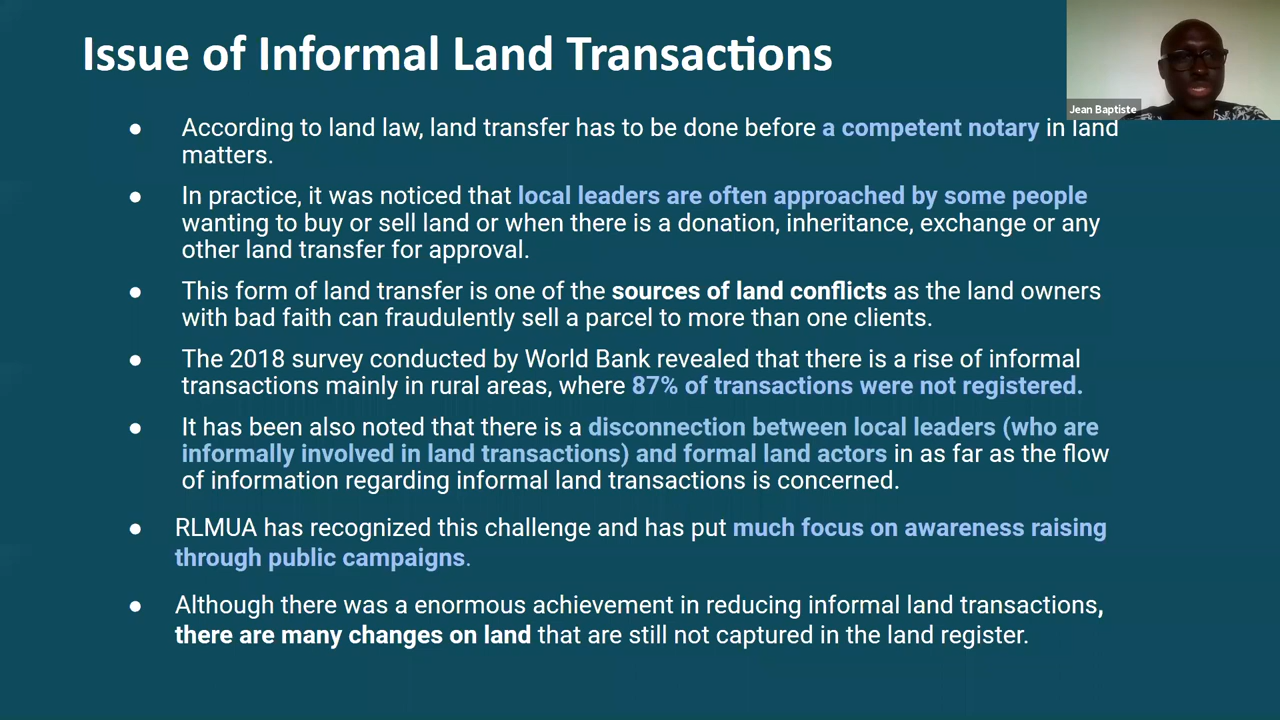 Issue of Informal Land Transactions
Jean Baptiste
● According to land law, land transfer has to be done before a competent notary in land
matters.
● In practice, it was noticed that local leaders are often approached by some people
wanting to buy or sell land or when there is a donation, inheritance, exchange or any
other land transfer for approval.
● This form of land transfer is one of the sources of land conflicts as the land owners
with bad faith can fraudulently sell a parcel to more than one clients.
● The 2018 survey conducted by World Bank revealed that there is a rise of informal
transactions mainly in rural areas, where 87% of transactions were not registered.
● It has been also noted that there is a disconnection between local leaders (who are
informally involved in land transactions) and formal land actors in as far as the flow
of information regarding informal land transactions is concerned.
● RLMUA has recognized this challenge and has put much focus on awareness raising
through public campaigns.
● Although there was a enormous achievement in reducing informal land transactions,
there are many changes on land that are still not captured in the land register.